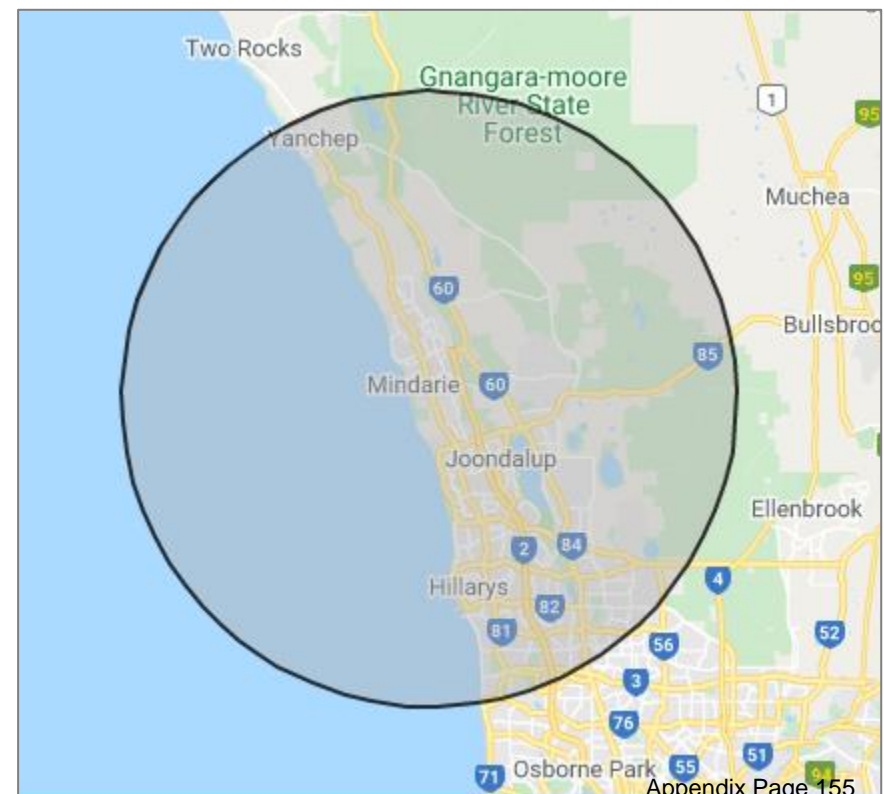 Two Rocks
Gnangara-moore
River State
Forest
1
95
Yanchep
Muchea
95
60
Bullsbroo
85
Mindarie
60
Joondalup
Ellenbrook
2
84
4
Hillarys
82
81
52
56
3
76
Osborne Park
55
51
71
94
Appendix Page 155